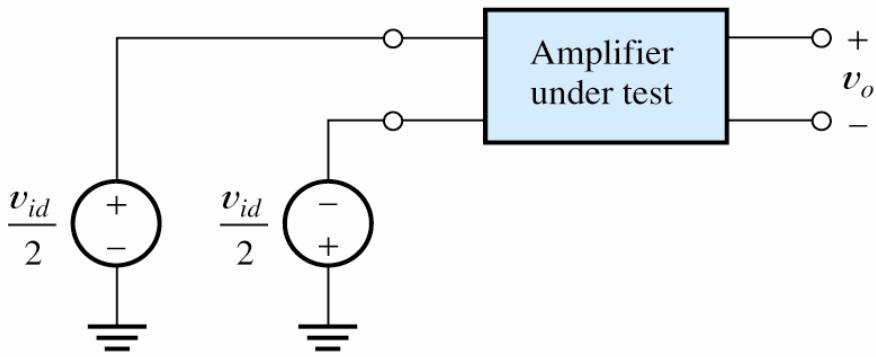 Amplifier
under test
+
v_o
−
v_id
2
+
−
v_id
2
−
+